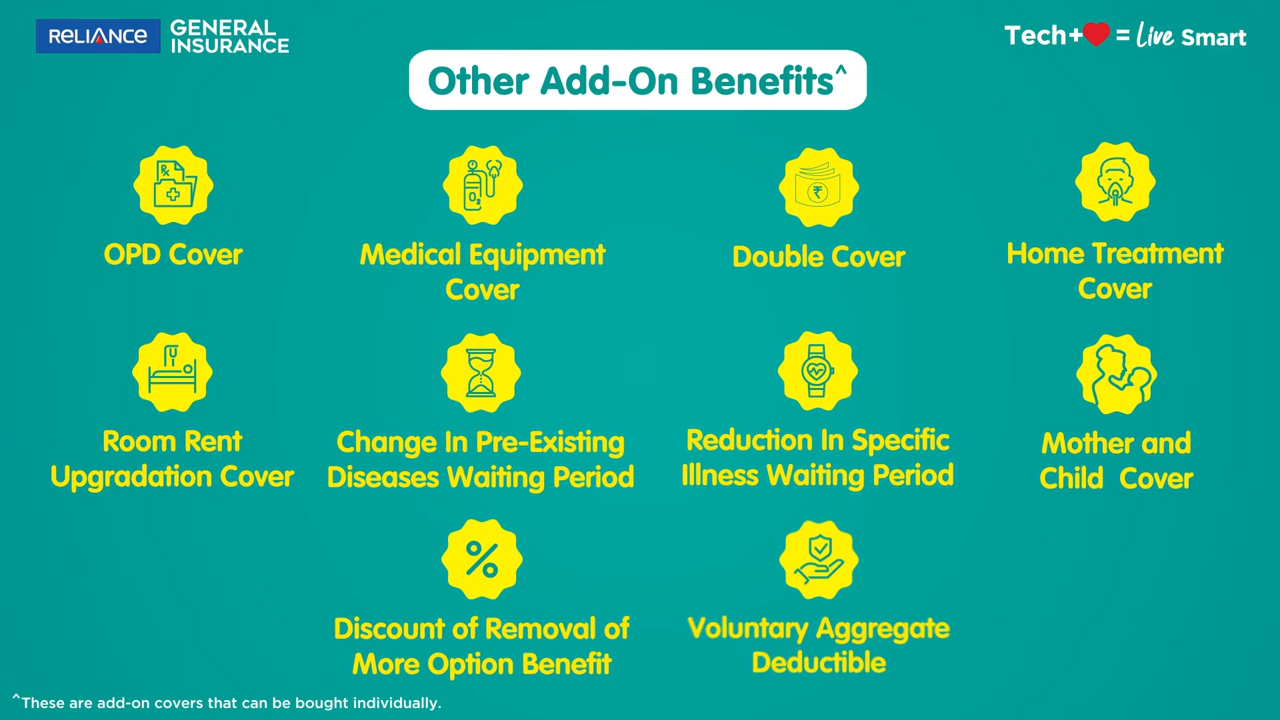 RELIANCE GENERAL INSURANCE
Tech+❤=Live Smart
Other Add-On Benefits^
OPD Cover
Medical Equipment
Cover
Double Cover
Home Treatment
Cover
Room Rent
Upgradation Cover
Change In Pre-Existing
Diseases Waiting Period
Reduction In Specific
Illness Waiting Period
Mother and
Child Cover
Discount of Removal of
More Option Benefit
Voluntary Aggregate
Deductible
^These are add-on covers that can be bought individually.
Rx
O₂
₹
%